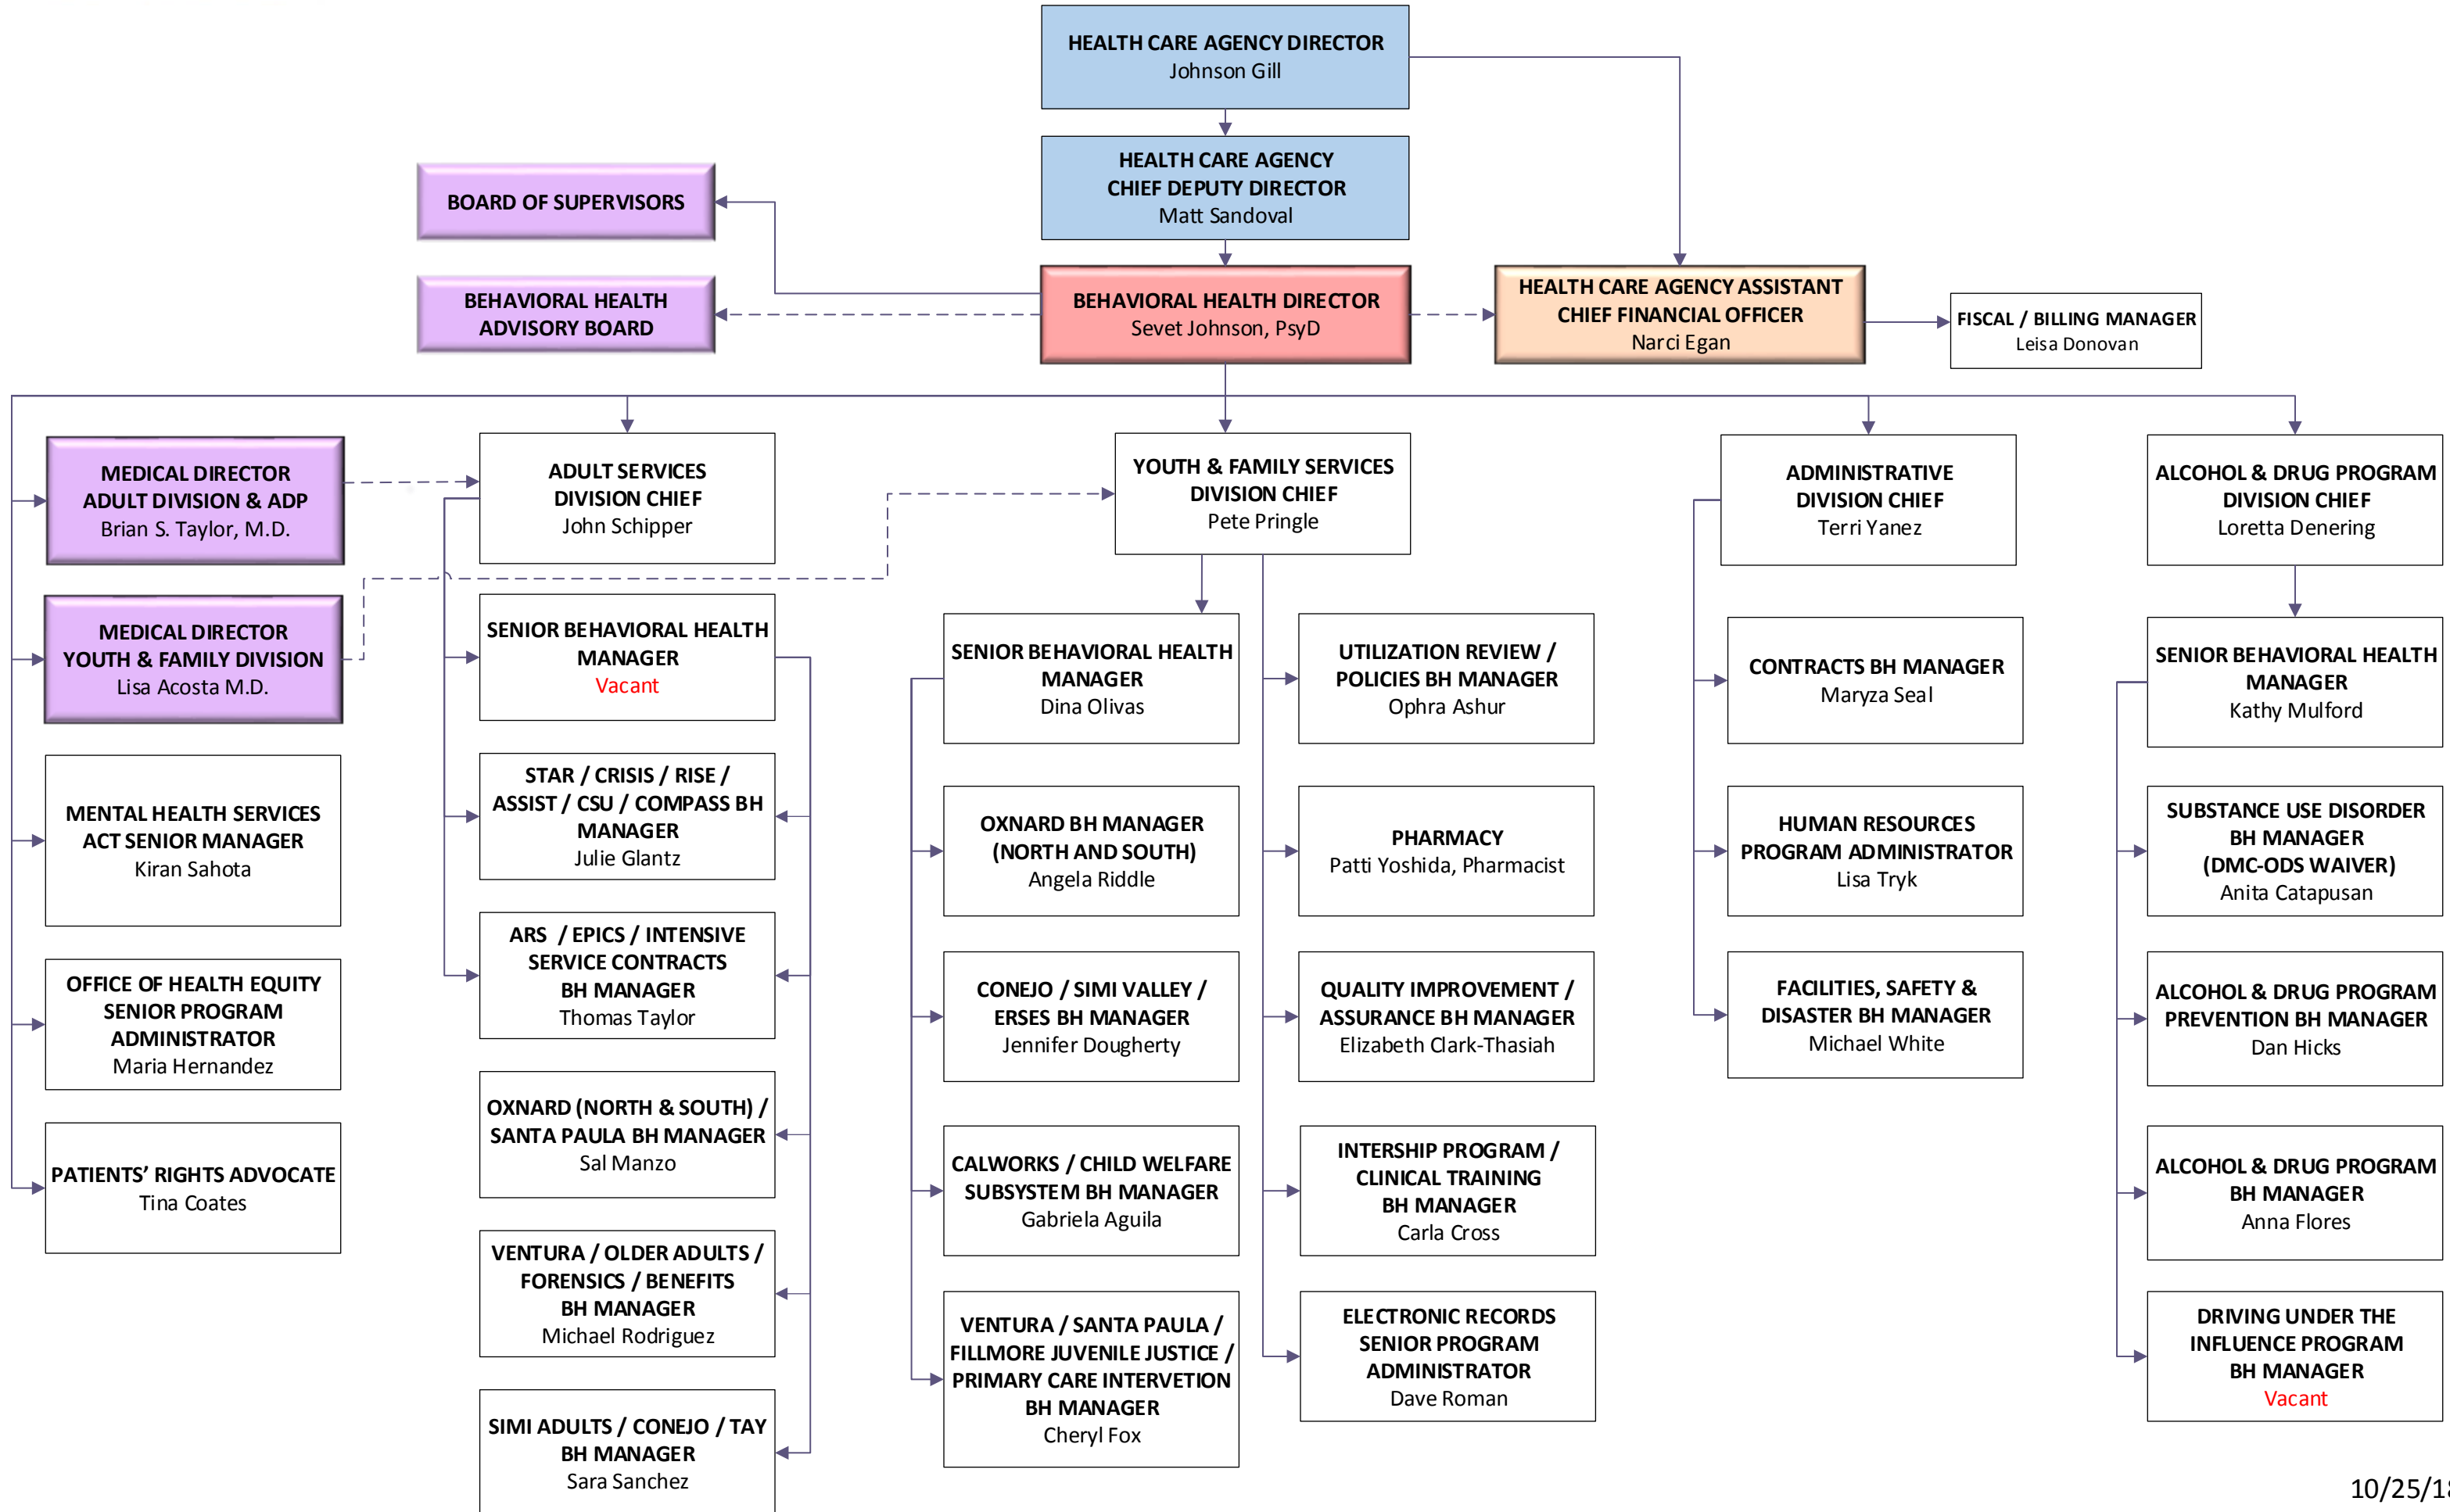 HEALTH CARE AGENCY DIRECTOR
Johnson Gill
HEALTH CARE AGENCY
CHIEF DEPUTY DIRECTOR
Matt Sandoval
BOARD OF SUPERVISORS
BEHAVIORAL HEALTH
ADVISORY BOARD
BEHAVIORAL HEALTH DIRECTOR
Sevet Johnson, PsyD
HEALTH CARE AGENCY ASSISTANT
CHIEF FINANCIAL OFFICER
Narci Egan
FISCAL / BILLING MANAGER
Leisa Donovan
MEDICAL DIRECTOR
ADULT DIVISION & ADP
Brian S. Taylor, M.D.
MEDICAL DIRECTOR
YOUTH & FAMILY DIVISION
Lisa Acosta M.D.
MENTAL HEALTH SERVICES
ACT SENIOR MANAGER
Kiran Sahota
OFFICE OF HEALTH EQUITY
SENIOR PROGRAM
ADMINISTRATOR
Maria Hernandez
PATIENTS’ RIGHTS ADVOCATE
Tina Coates
ADULT SERVICES
DIVISION CHIEF
John Schipper
SENIOR BEHAVIORAL HEALTH
MANAGER
Vacant
STAR / CRISIS / RISE /
ASSIST / CSU / COMPASS BH
MANAGER
Julie Glantz
ARS / EPICS / INTENSIVE
SERVICE CONTRACTS
BH MANAGER
Thomas Taylor
OXNARD (NORTH & SOUTH) /
SANTA PAULA BH MANAGER
Sal Manzo
VENTURA / OLDER ADULTS /
FORENSICS / BENEFITS
BH MANAGER
Michael Rodriguez
SIMI ADULTS / CONEJO / TAY
BH MANAGER
Sara Sanchez
YOUTH & FAMILY SERVICES
DIVISION CHIEF
Pete Pringle
SENIOR BEHAVIORAL HEALTH
MANAGER
Dina Olivas
OXNARD BH MANAGER
(NORTH AND SOUTH)
Angela Riddle
CONEJO / SIMI VALLEY /
ERSES BH MANAGER
Jennifer Dougherty
CALWORKS / CHILD WELFARE
SUBSYSTEM BH MANAGER
Gabriela Aguila
VENTURA / SANTA PAULA /
FILLMORE JUVENILE JUSTICE /
PRIMARY CARE INTERVETION
BH MANAGER
Cheryl Fox
UTILIZATION REVIEW /
POLICIES BH MANAGER
Ophra Ashur
PHARMACY
Patti Yoshida, Pharmacist
QUALITY IMPROVEMENT /
ASSURANCE BH MANAGER
Elizabeth Clark-Thasiah
INTERSHIP PROGRAM /
CLINICAL TRAINING
BH MANAGER
Carla Cross
ELECTRONIC RECORDS
SENIOR PROGRAM
ADMINISTRATOR
Dave Roman
ADMINISTRATIVE
DIVISION CHIEF
Terri Yanez
CONTRACTS BH MANAGER
Maryza Seal
HUMAN RESOURCES
PROGRAM ADMINISTRATOR
Lisa Tryk
FACILITIES, SAFETY &
DISASTER BH MANAGER
Michael White
ALCOHOL & DRUG PROGRAM
DIVISION CHIEF
Loretta Denering
SENIOR BEHAVIORAL HEALTH
MANAGER
Kathy Mulford
SUBSTANCE USE DISORDER
BH MANAGER
(DMC-ODS WAIVER)
Anita Catapusan
ALCOHOL & DRUG PROGRAM
PREVENTION BH MANAGER
Dan Hicks
ALCOHOL & DRUG PROGRAM
BH MANAGER
Anna Flores
DRIVING UNDER THE
INFLUENCE PROGRAM
BH MANAGER
Vacant
10/25/18